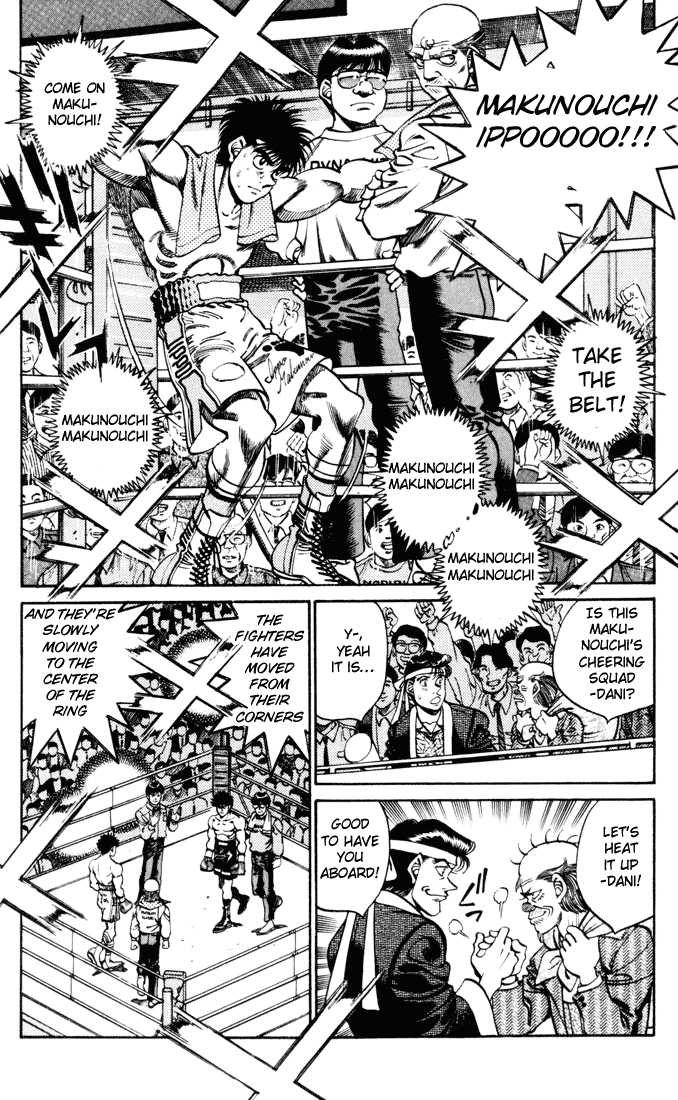 MAKUNOUCHI
IPPOOOOO!!!
COME ON
MAKU-
NOUCHI!
DYNA
TAKE
THE
BELT!
IPPO
MAKUNOUCHI
MAKUNOUCHI
MAKUNOUCHI
MAKUNOUCHI
MAKUNOUCHI
MAKUNOUCHI
IS THIS
MAKU-
NOUCHI'S
CHEERING
SQUAD
-DANI?
Y-,
YEAH
IT IS...
THE
FIGHTERS
HAVE
MOVED
FROM
THEIR
CORNERS
AND THEY'RE
SLOWLY
MOVING
TO THE
CENTER
OF THE
RING
LET'S
HEAT
IT UP
-DANI!
GOOD
TO HAVE
YOU
ABOARD!